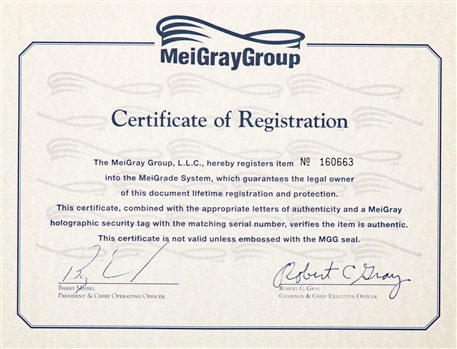 MeiGrayGroup
Certificate of Registration
The MeiGray Group, L.L.C., hereby registers item № 160663
into the MeiGrade System, which guarantees the legal owner
of this document lifetime registration and protection.
This certificate, combined with the appropriate letters of authenticity and a MeiGray
holographic security tag with the matching serial number, verifies the item is authentic.
This certificate is not valid unless embossed with the MGG seal.
Robert C Gray
Barry Meisel
President & Chief Operating Officer
Robert C. Gray
Chairman & Chief Executive Officer